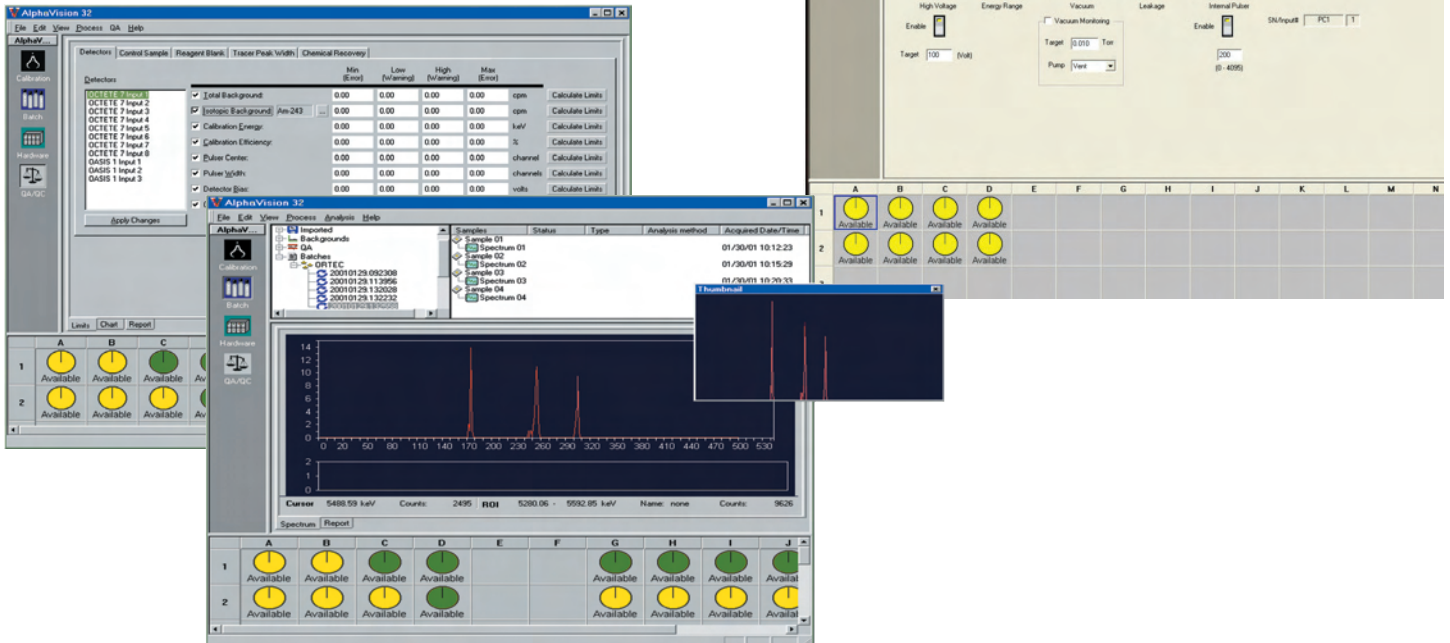 AlphaVision 32
File Edit View Process QA Help
AlphaV...
Calibration
Batch
Hardware
QA/QC
Detectors Control Sample Reagent Blank Tracer Peak Width Chemical Recovery
Detectors
OCTETE 7 Input 1
OCTETE 7 Input 2
OCTETE 7 Input 3
OCTETE 7 Input 4
OCTETE 7 Input 5
OCTETE 7 Input 6
OCTETE 7 Input 7
OCTETE 7 Input 8
OASIS 1 Input 1
OASIS 1 Input 2
OASIS 1 Input 3
Apply Changes
Min (Error) Low (Warning) High (Warning) Max (Error)
Total Background: 0.00 0.00 0.00 0.00 cpm Calculate Limits
Isotopic Background: Am-243 ... 0.00 0.00 0.00 0.00 cpm Calculate Limits
Calibration Energy: 0.00 0.00 0.00 0.00 keV Calculate Limits
Calibration Efficiency: 0.00 0.00 0.00 0.00 % Calculate Limits
Pulser Center: 0.00 0.00 0.00 0.00 channel Calculate Limits
Pulser Width: 0.00 0.00 0.00 0.00 channels Calculate Limits
Detector Bias: 0.00 0.00 0.00 0.00 volts Calculate Limits
Limits Chart Report
A B C
1 Available Available Available Av
2 Available Available Available Av
High Voltage Energy Range Vacuum Leakage Internal Pulser
Enable Vacuum Monitoring Enable SN/Input# PC1 1
Target 100 (Volt) Target 0.010 Torr 200
Pump Vent (0 - 4095)
A B C D E F G H I J K L M N
1 Available Available Available Available
2 Available Available Available Available
AlphaVision 32
File Edit View Process Analysis Help
AlphaV...
Calibration
Batch
Hardware
QA/QC
Imported
Backgrounds
QA
Batches
ORTEC
20010129.092308
20010129.113956
20010129.132028
20010129.132232
Samples Status Type Analysis method Acquired Date/Time
Sample 01
Spectrum 01 01/30/01 10:12:23
Sample 02
Spectrum 02 01/30/01 10:15:29
Sample 03
Spectrum 03 01/30/01 10:20:33
Sample 04
Spectrum 04
Thumbnail
14
12
10
8
6
4
2
0
0 20 50 80 110 140 170 200 230 260 290 320 350 380 410 440 470 500 530
2
1
0
Cursor 5488.59 keV Counts: 2495 ROI 5280.06 - 5592.85 keV Name: none Counts: 9626
Spectrum Report
A B C D E F G H I J
1 Available Available Available Available Available Available Available Availabl
2 Available Available Available Available Available Available Available Availabl